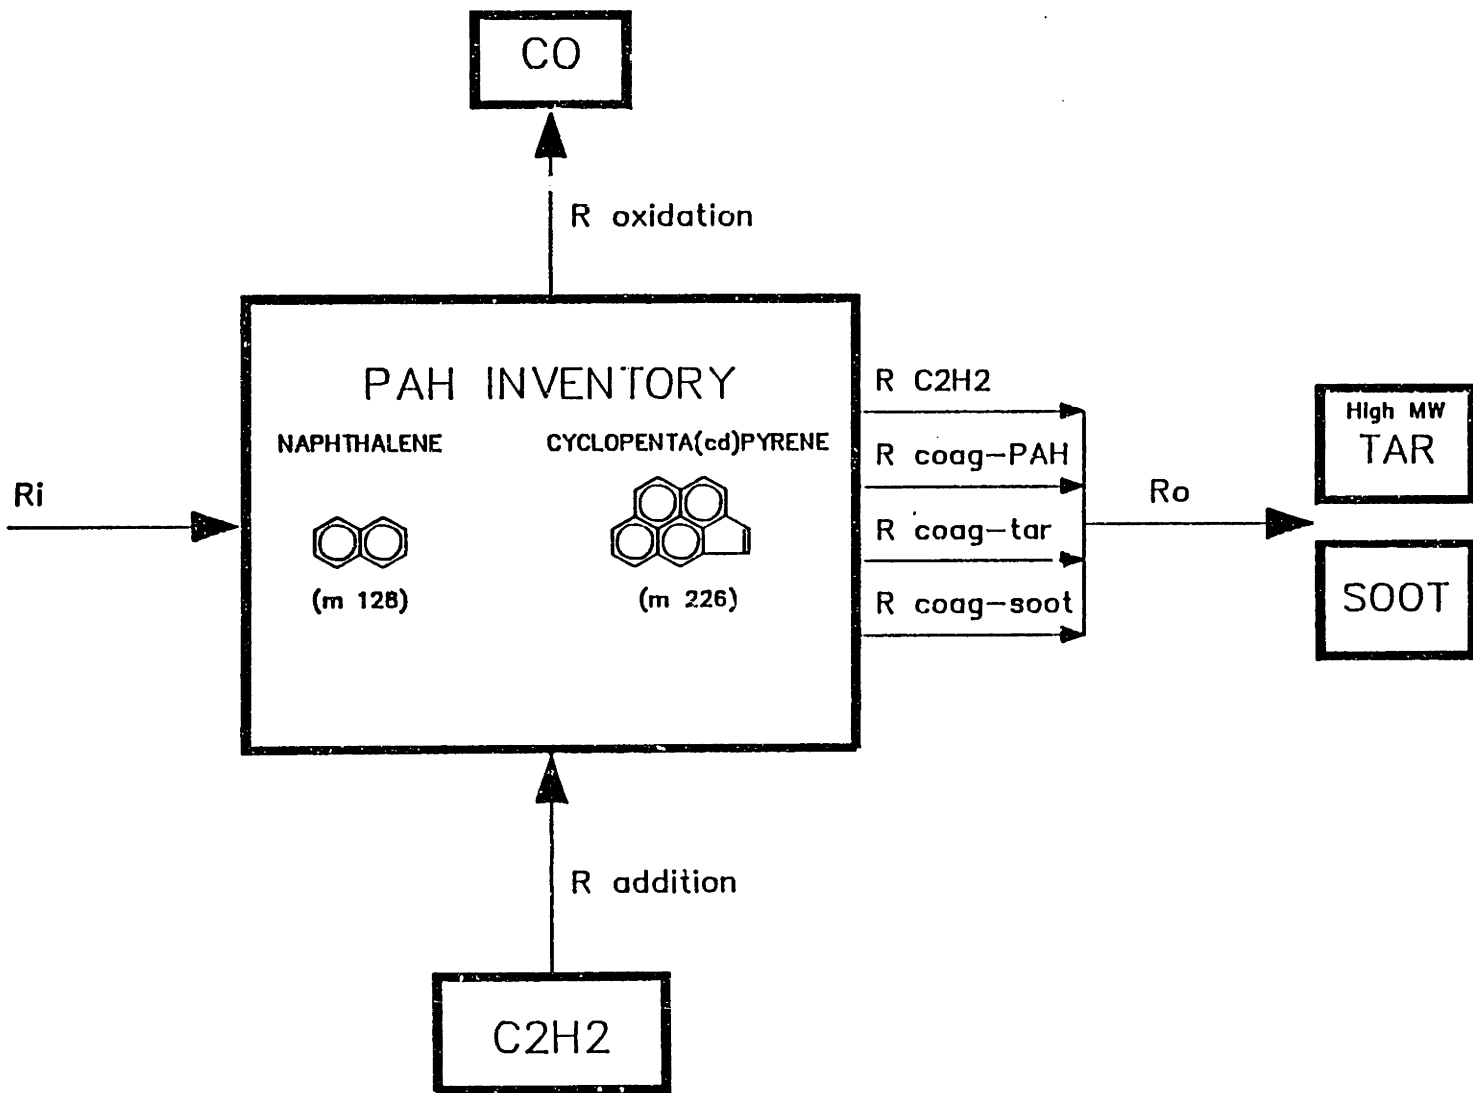 CO
R oxidation
PAH INVENTORY
NAPHTHALENE
CYCLOPENTA(cd)PYRENE
(m 128)
(m 226)
Ri
R C2H2
R coag-PAH
R coag-tar
R coag-soot
Ro
High MW
TAR
SOOT
R addition
C2H2